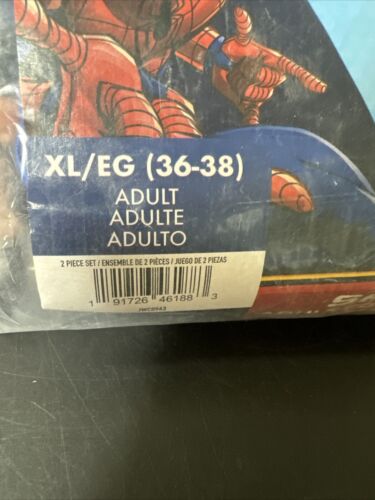 XL/EG (36-38)
ADULT
ADULTE
ADULTO
2 PIECE SET / ENSEMBLE DE 2 PIÈCES / JUEGO DE 2 PIEZAS
1 91726 46188 3
JWC0943